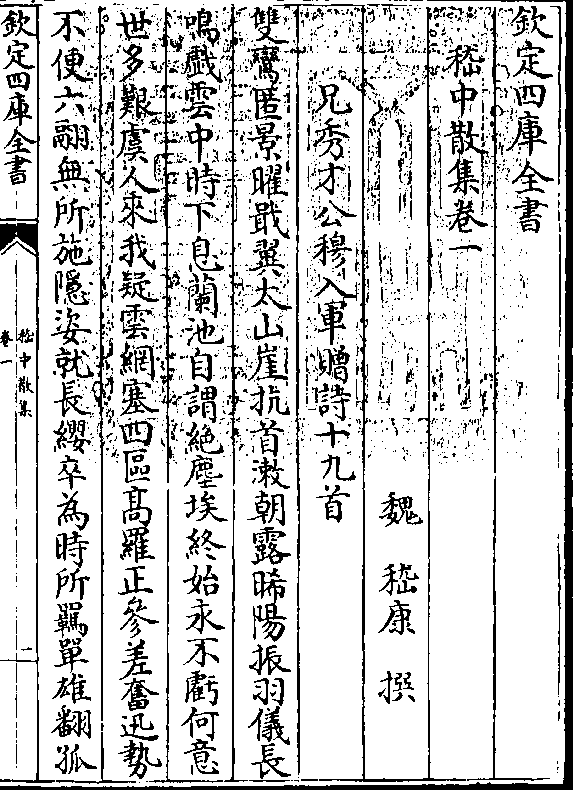 欽定四庫全書
嵇中散集卷一
魏 嵇康 撰
兄秀才公穆入軍贈詩十九首
雙鸞匿景曜戢翼太山崖抗首漱朝露晞陽振羽儀長
鳴戲雲中時下息蘭池自謂絶塵埃終始永不虧何意
世多艱虞人來我疑雲網塞四區髙羅正參差奮迅勢
不便六翮無所施隱姿就長纓卒為時所羈單雄翻孤
欽定四庫全書
嵇中散集
卷一
一